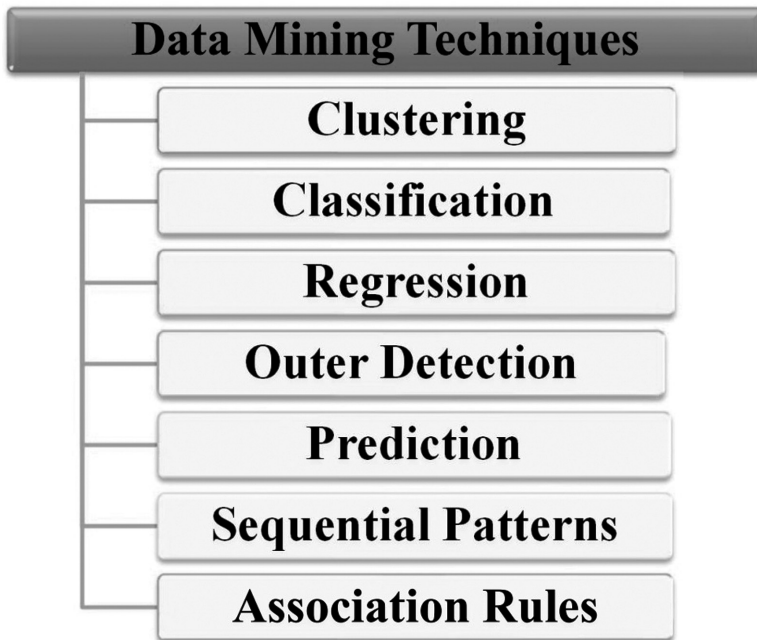 Data Mining Techniques
Clustering
Classification
Regression
Outer Detection
Prediction
Sequential Patterns
Association Rules